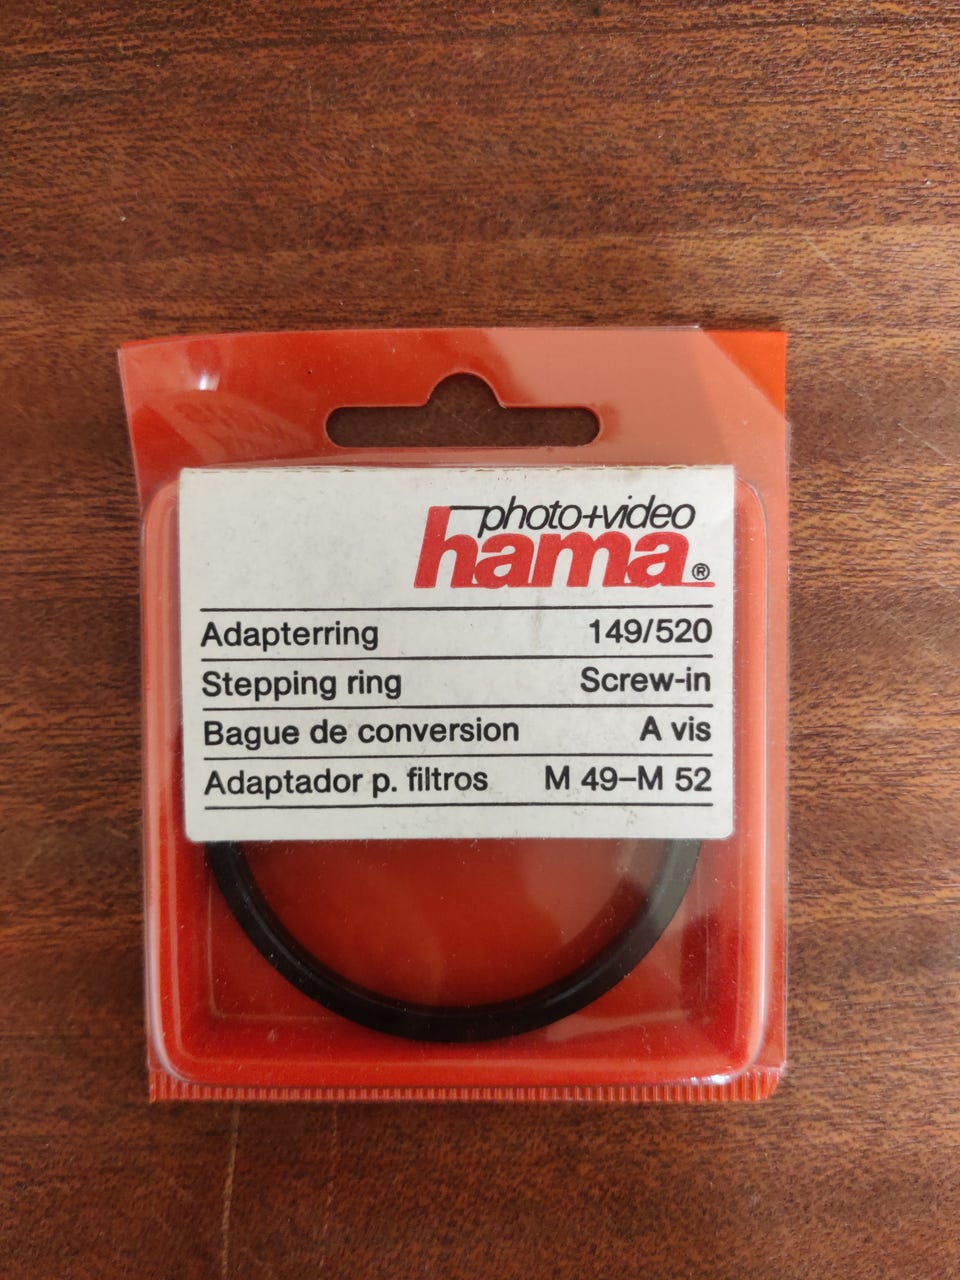 photo+video
hama®
Adapterring 149/520
Stepping ring Screw-in
Bague de conversion A vis
Adaptador p. filtros M 49–M 52